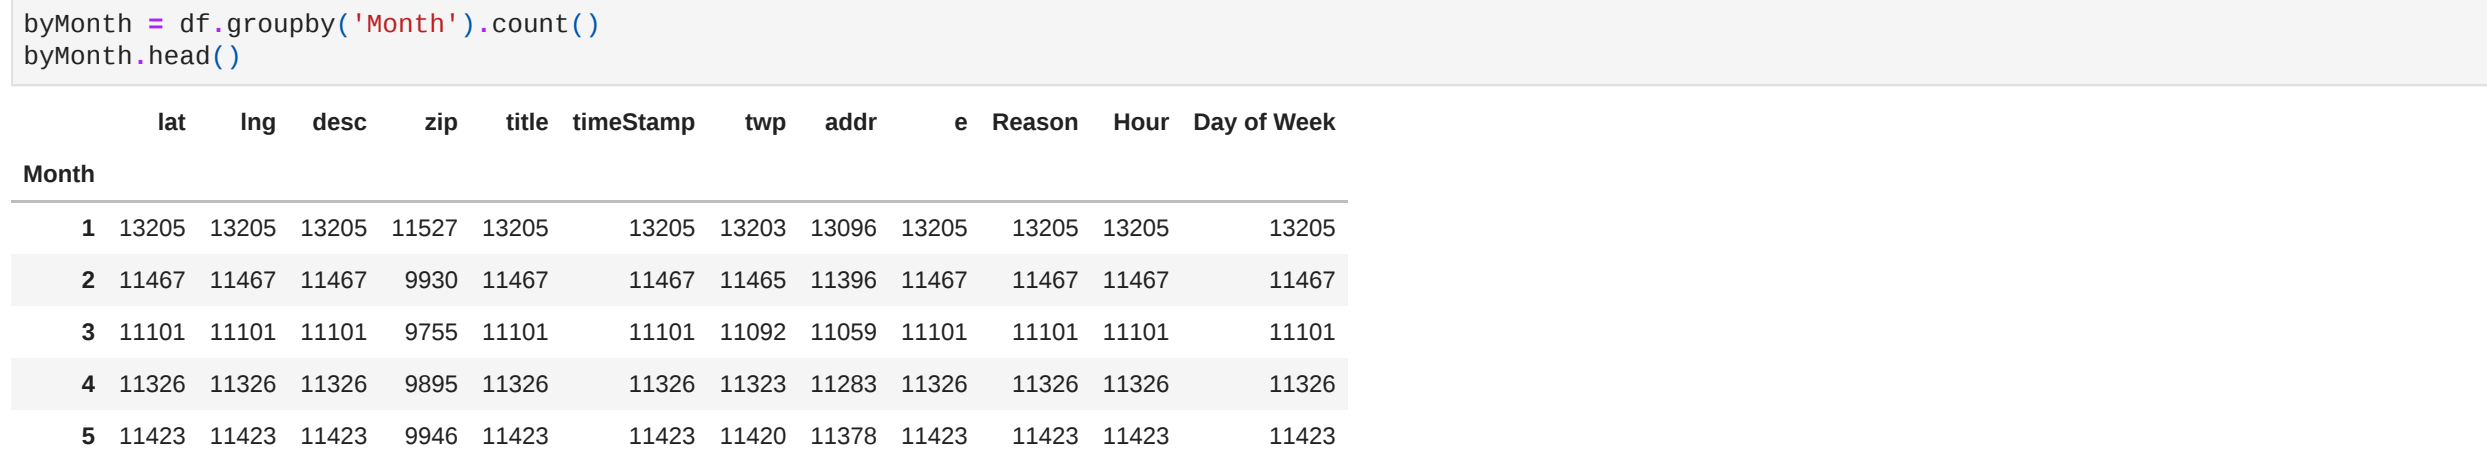 byMonth = df.groupby('Month').count()
byMonth.head()
lat lng desc zip title timeStamp twp addr e Reason Hour Day of Week
Month
1 13205 13205 13205 11527 13205 13205 13203 13096 13205 13205 13205 13205
2 11467 11467 11467 9930 11467 11467 11465 11396 11467 11467 11467 11467
3 11101 11101 11101 9755 11101 11101 11092 11059 11101 11101 11101 11101
4 11326 11326 11326 9895 11326 11326 11323 11283 11326 11326 11326 11326
5 11423 11423 11423 9946 11423 11423 11420 11378 11423 11423 11423 11423